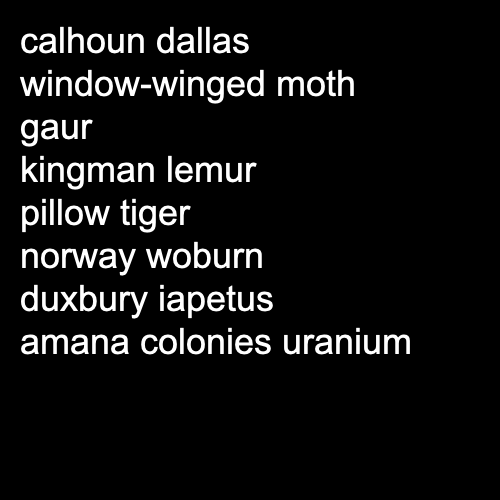 calhoun dallas
window-winged moth
gaur
kingman lemur
pillow tiger
norway woburn
duxbury iapetus
amana colonies uranium